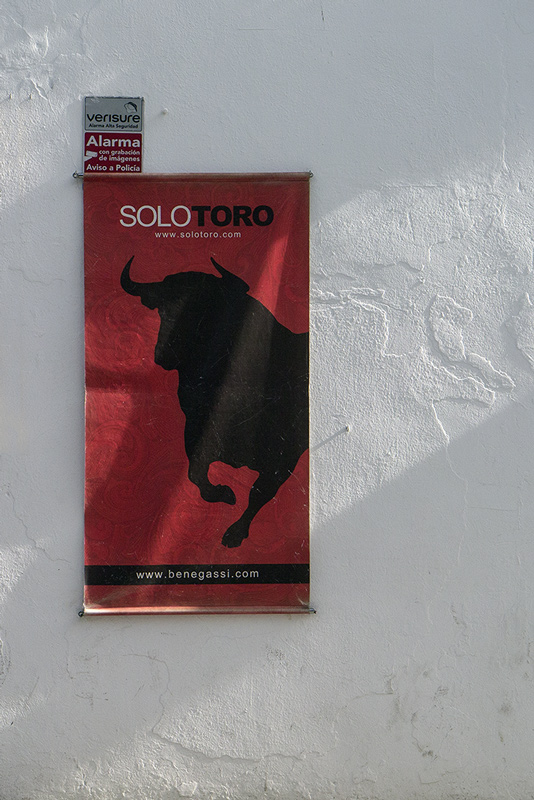 verisure
Alarma Alta Seguridad
Alarma
con grabación
de imágenes
Y
Aviso a Policía
SOLOTORO
www.solotoro.com
www.benegassi.com